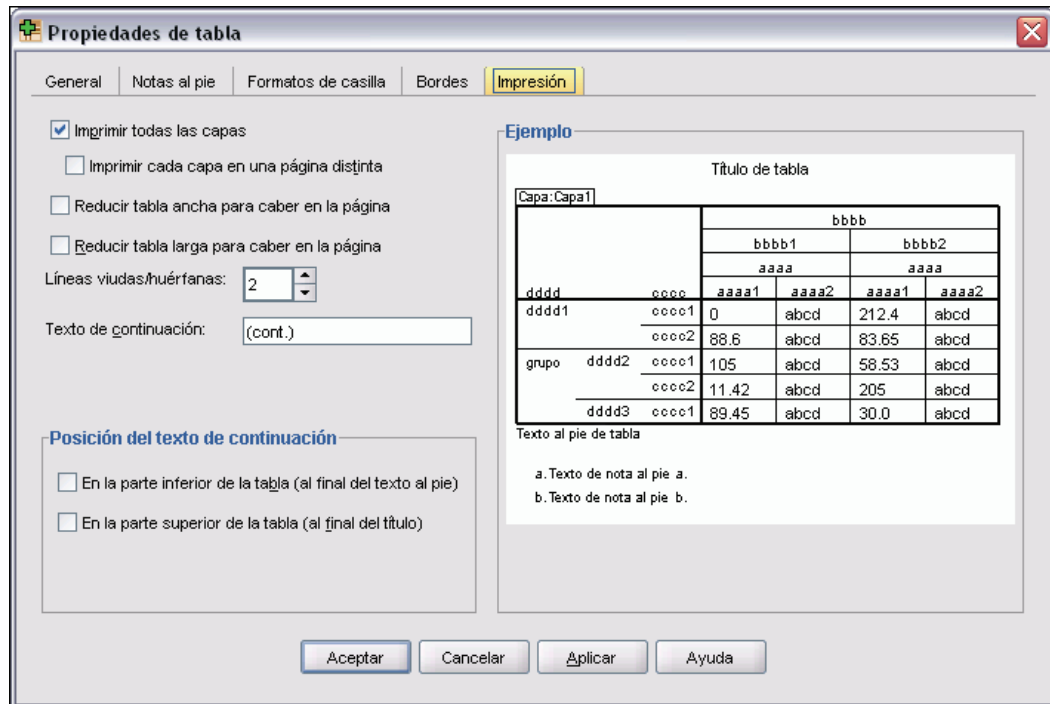 Propiedades de tabla
General Notas al pie Formatos de casilla Bordes Impresión
Imprimir todas las capas
Imprimir cada capa en una página distinta
Reducir tabla ancha para caber en la página
Reducir tabla larga para caber en la página
Líneas viudas/huérfanas: 2
Texto de continuación: (cont.)
Posición del texto de continuación
En la parte inferior de la tabla (al final del texto al pie)
En la parte superior de la tabla (al final del título)
Ejemplo
Título de tabla
Capa:Capa1
bbbb
bbbb1 bbbb2
aaaa aaaa
dddd cccc aaaa1 aaaa2 aaaa1 aaaa2
dddd1 cccc1 0 abcd 212.4 abcd
cccc2 88.6 abcd 83.65 abcd
grupo dddd2 cccc1 105 abcd 58.53 abcd
cccc2 11.42 abcd 205 abcd
dddd3 cccc1 89.45 abcd 30.0 abcd
Texto al pie de tabla
a. Texto de nota al pie a.
b. Texto de nota al pie b.
Aceptar Cancelar Aplicar Ayuda